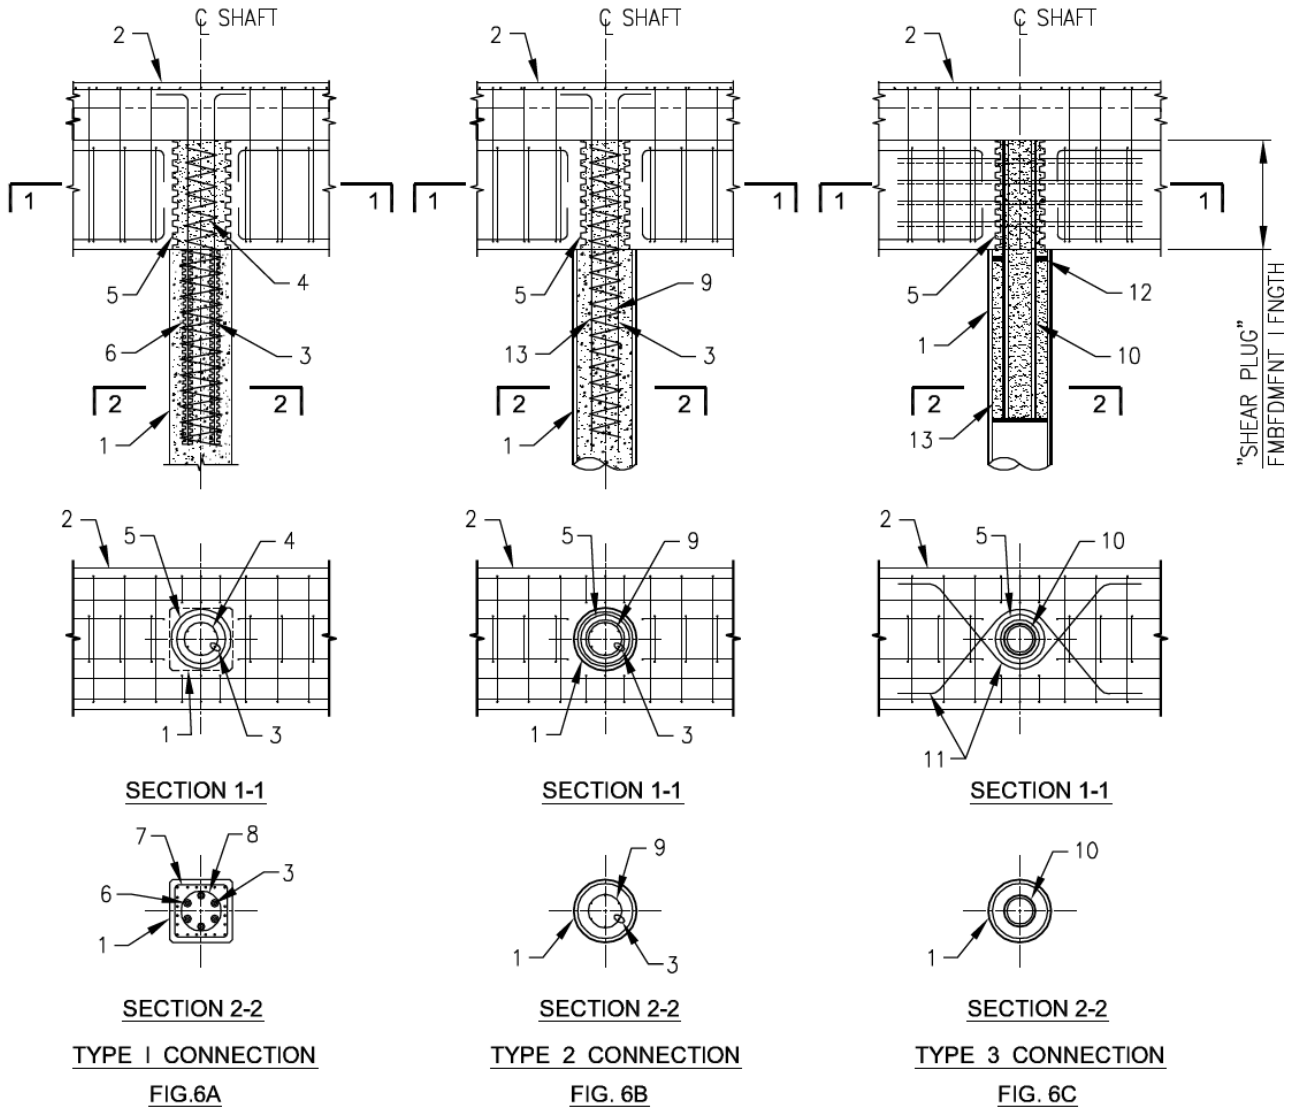 ℄ SHAFT
℄ SHAFT
℄ SHAFT
2
2
2
1 1
1 1
1 1
5 4
5 9
5 12
6 3
13 3
1 10
2 2
2 2
2 2
1
1
13
"SHEAR PLUG"
EMBEDMENT LENGTH
2 5 4
2 5 9
2 5 10
1 3
1 3
11
SECTION 1-1
SECTION 1-1
SECTION 1-1
7 8
6 3
1
9
1 3
10
1
SECTION 2-2
SECTION 2-2
SECTION 2-2
TYPE I CONNECTION
TYPE 2 CONNECTION
TYPE 3 CONNECTION
FIG.6A
FIG. 6B
FIG. 6C